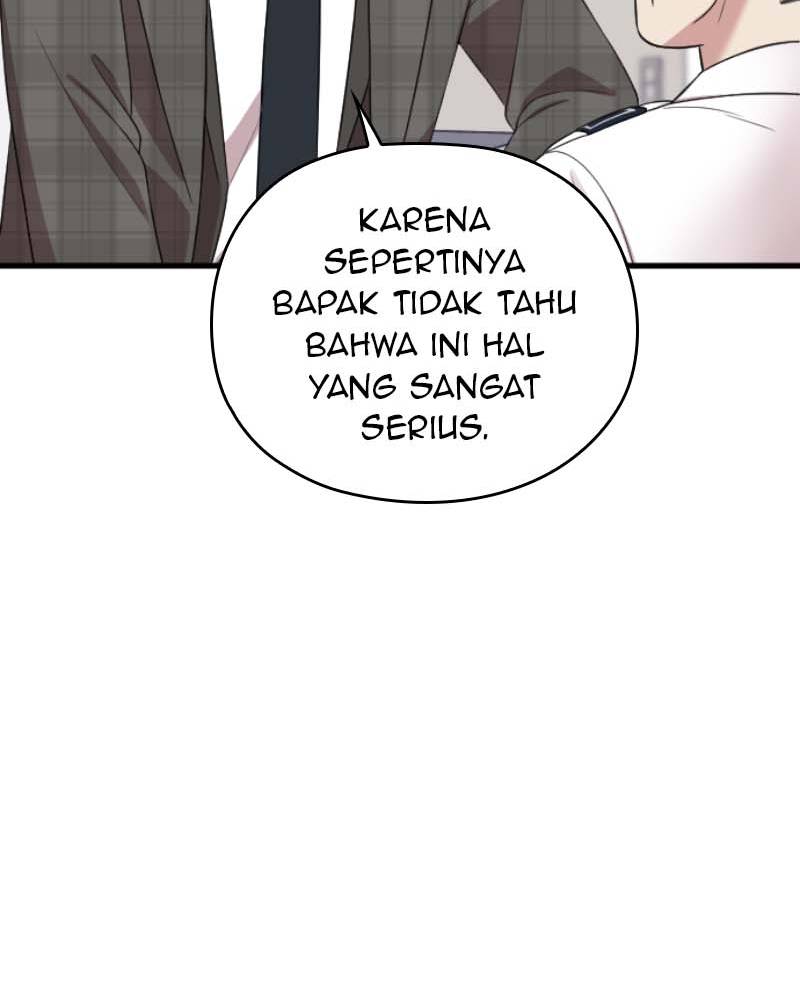 KARENA
SEPERTINYA
BAPAK TIDAK TAHU
BAHWA INI HAL
YANG SANGAT
SERIUS.